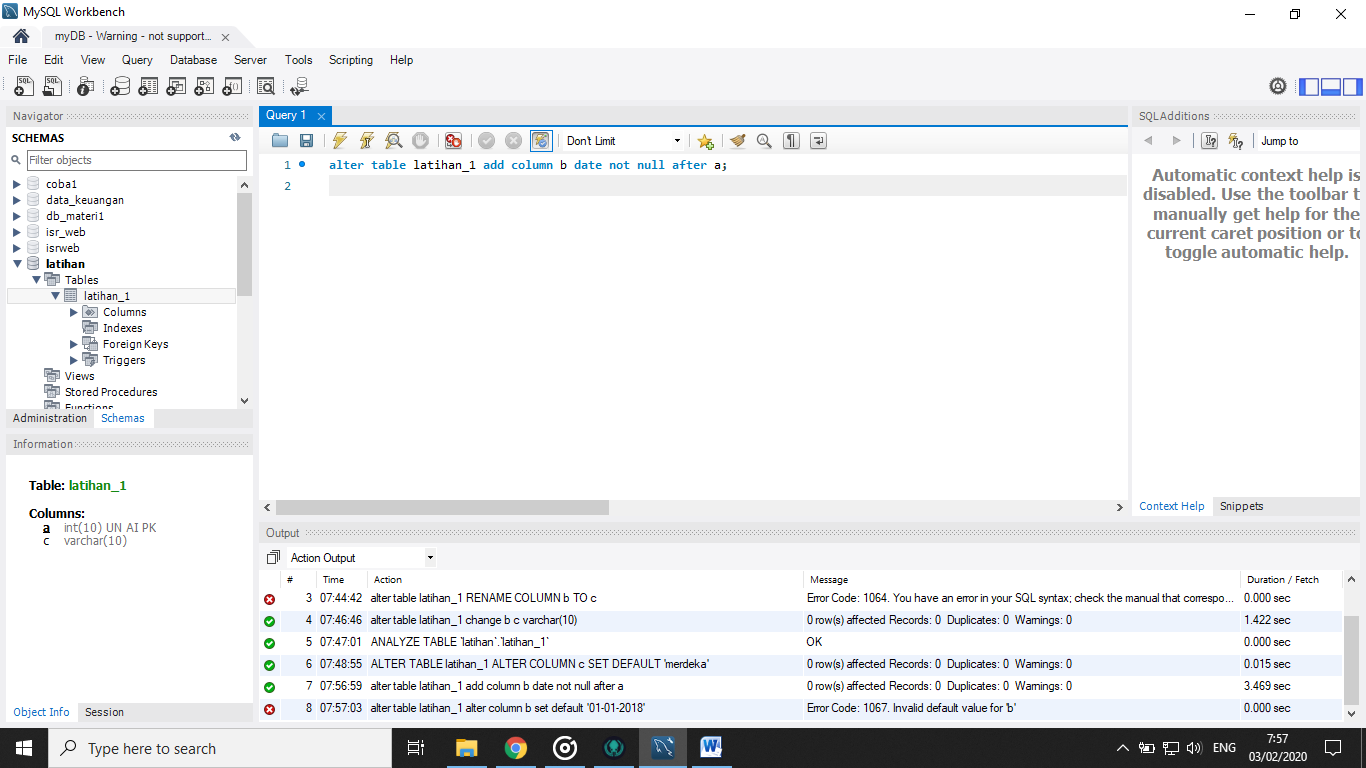 MySQL Workbench
myDB - Warning - not support...
File Edit View Query Database Server Tools Scripting Help
Navigator
SCHEMAS
Filter objects
coba1
data_keuangan
db_materi1
isr_web
isrweb
latihan
Tables
latihan_1
Columns
Indexes
Foreign Keys
Triggers
Views
Stored Procedures
Functions
Administration Schemas
Information
Table: latihan_1
Columns:
a int(10) UN AI PK
c varchar(10)
Object Info Session
Query 1
Don't Limit
1 alter table latihan_1 add column b date not null after a;
2
SQLAdditions
Jump to
Automatic context help is
disabled. Use the toolbar t
manually get help for the
current caret position or to
toggle automatic help.
Context Help Snippets
Output
Action Output
# Time Action Message Duration / Fetch
3 07:44:42 alter table latihan_1 RENAME COLUMN b TO c Error Code: 1064. You have an error in your SQL syntax; check the manual that correspo... 0.000 sec
4 07:46:46 alter table latihan_1 change b c varchar(10) 0 row(s) affected Records: 0 Duplicates: 0 Warnings: 0 1.422 sec
5 07:47:01 ANALYZE TABLE `latihan`.`latihan_1` OK 0.000 sec
6 07:48:55 ALTER TABLE latihan_1 ALTER COLUMN c SET DEFAULT 'merdeka' 0 row(s) affected Records: 0 Duplicates: 0 Warnings: 0 0.015 sec
7 07:56:59 alter table latihan_1 add column b date not null after a 0 row(s) affected Records: 0 Duplicates: 0 Warnings: 0 3.469 sec
8 07:57:03 alter table latihan_1 alter column b set default '01-01-2018' Error Code: 1067. Invalid default value for 'b' 0.000 sec
Type here to search
ENG
7:57
03/02/2020